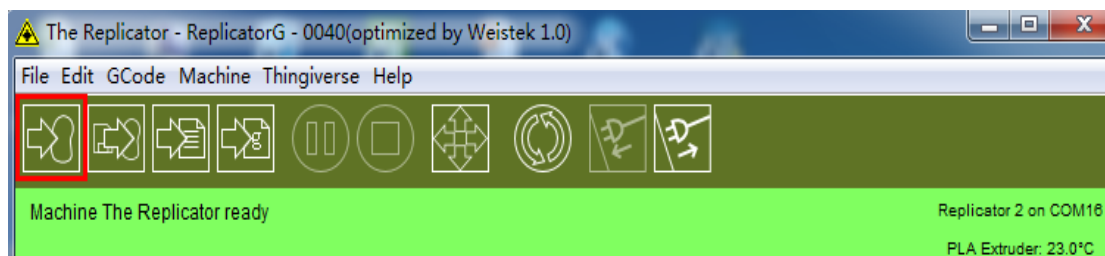 The Replicator - ReplicatorG - 0040(optimized by Weistek 1.0)
File Edit GCode Machine Thingiverse Help
g
Machine The Replicator ready
Replicator 2 on COM16
PLA Extruder: 23.0°C